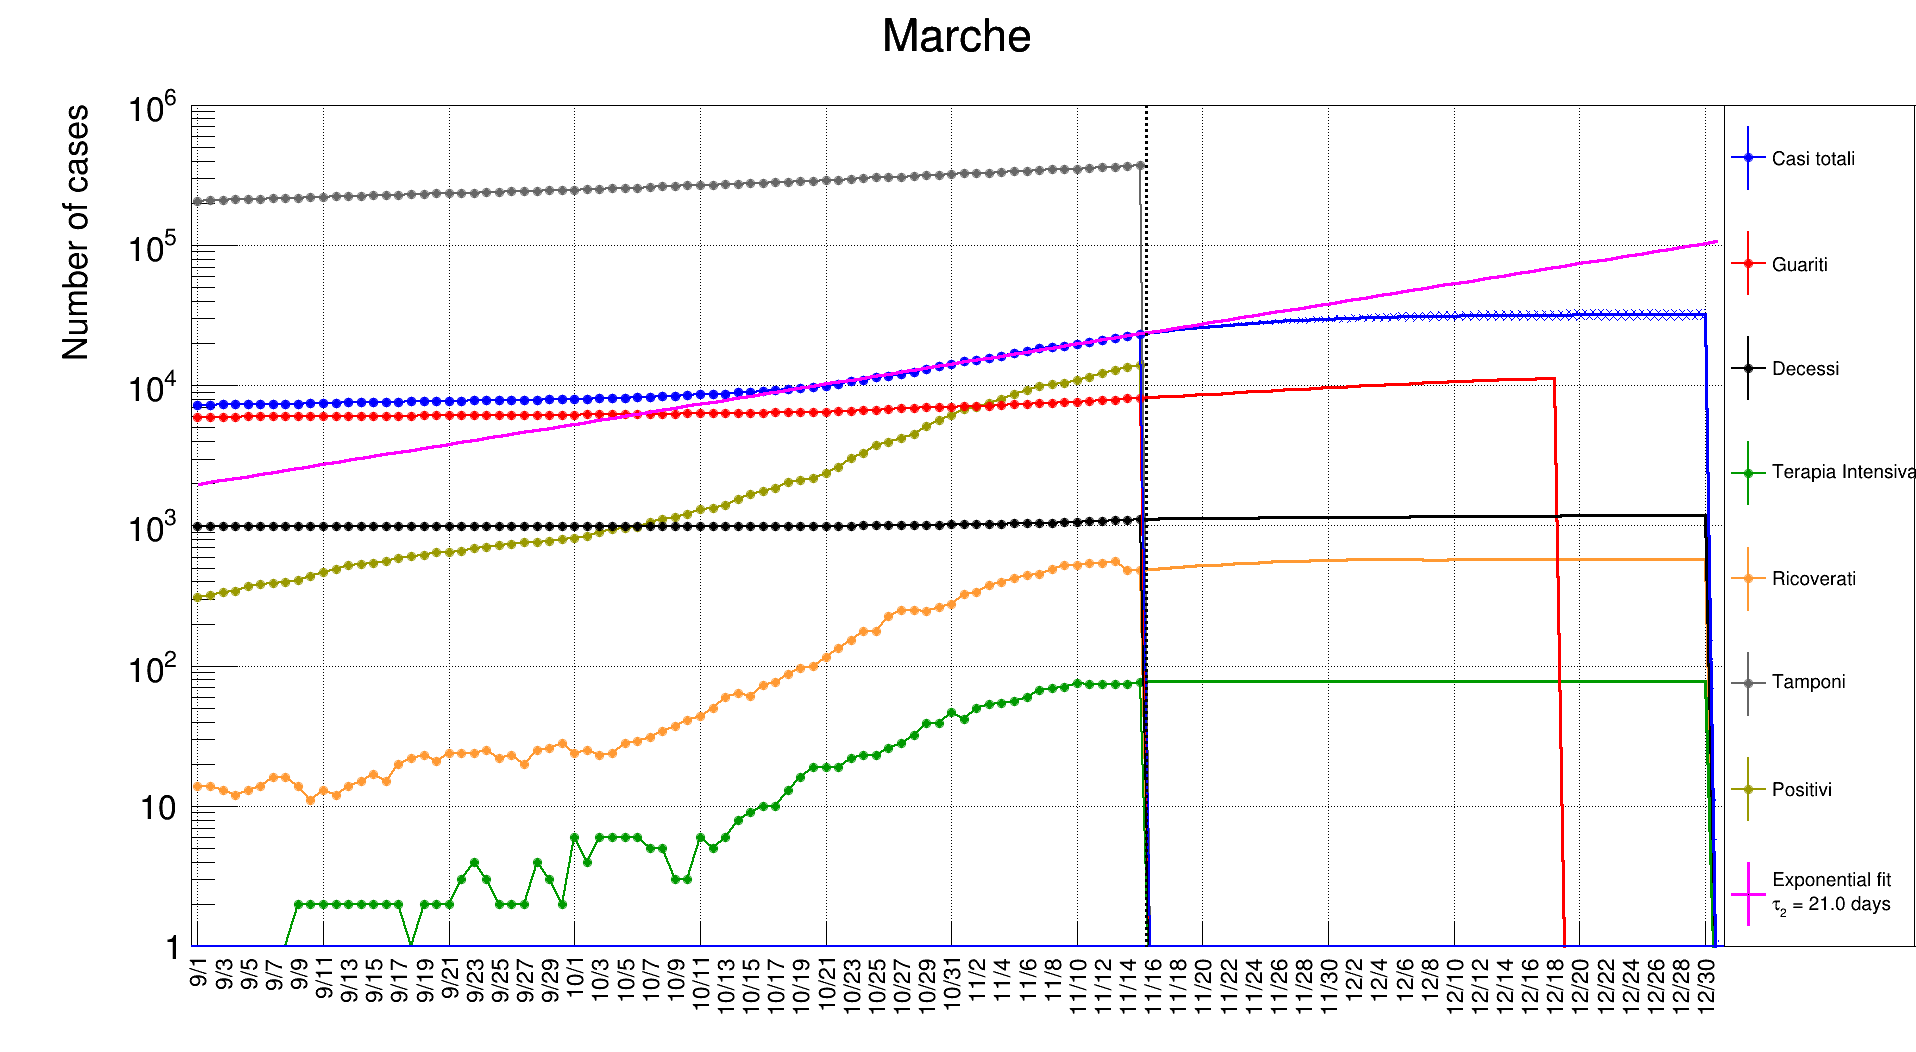 Marche
Number of cases
10^6
10^5
10^4
10^3
10^2
10
1
9/1 9/3 9/5 9/7 9/9 9/11 9/13 9/15 9/17 9/19 9/21 9/23 9/25 9/27 9/29 10/1 10/3 10/5 10/7 10/9 10/11 10/13 10/15 10/17 10/19 10/21 10/23 10/25 10/27 10/29 10/31 11/2 11/4 11/6 11/8 11/10 11/12 11/14 11/16 11/18 11/20 11/22 11/24 11/26 11/28 11/30 12/2 12/4 12/6 12/8 12/10 12/12 12/14 12/16 12/18 12/20 12/22 12/24 12/26 12/28 12/30
Casi totali
Guariti
Decessi
Terapia Intensiva
Ricoverati
Tamponi
Positivi
Exponential fit
τ_2 = 21.0 days